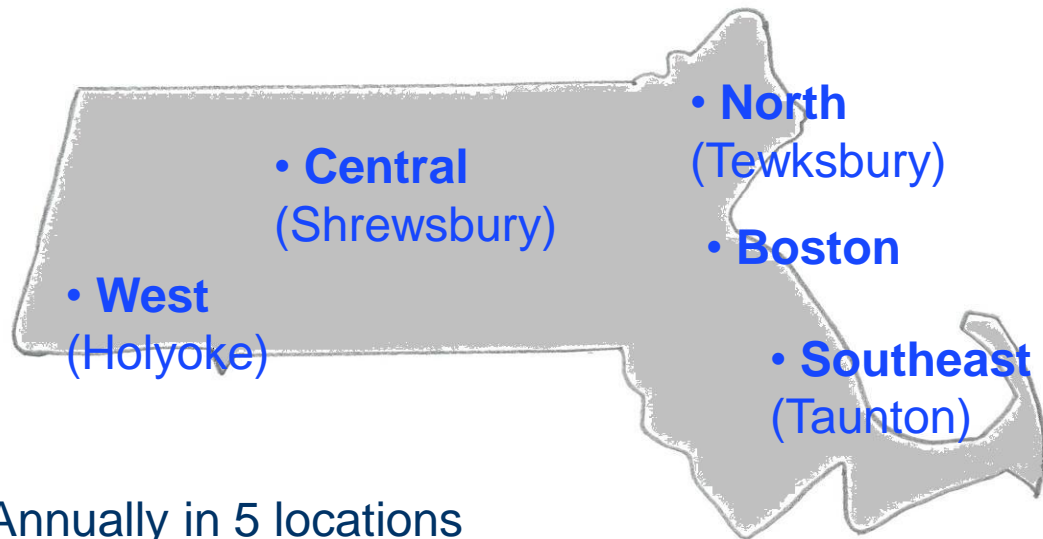 • North
(Tewksbury)
• Central
(Shrewsbury)
• Boston
• West
(Holyoke)
• Southeast
(Taunton)
Annually in 5 locations